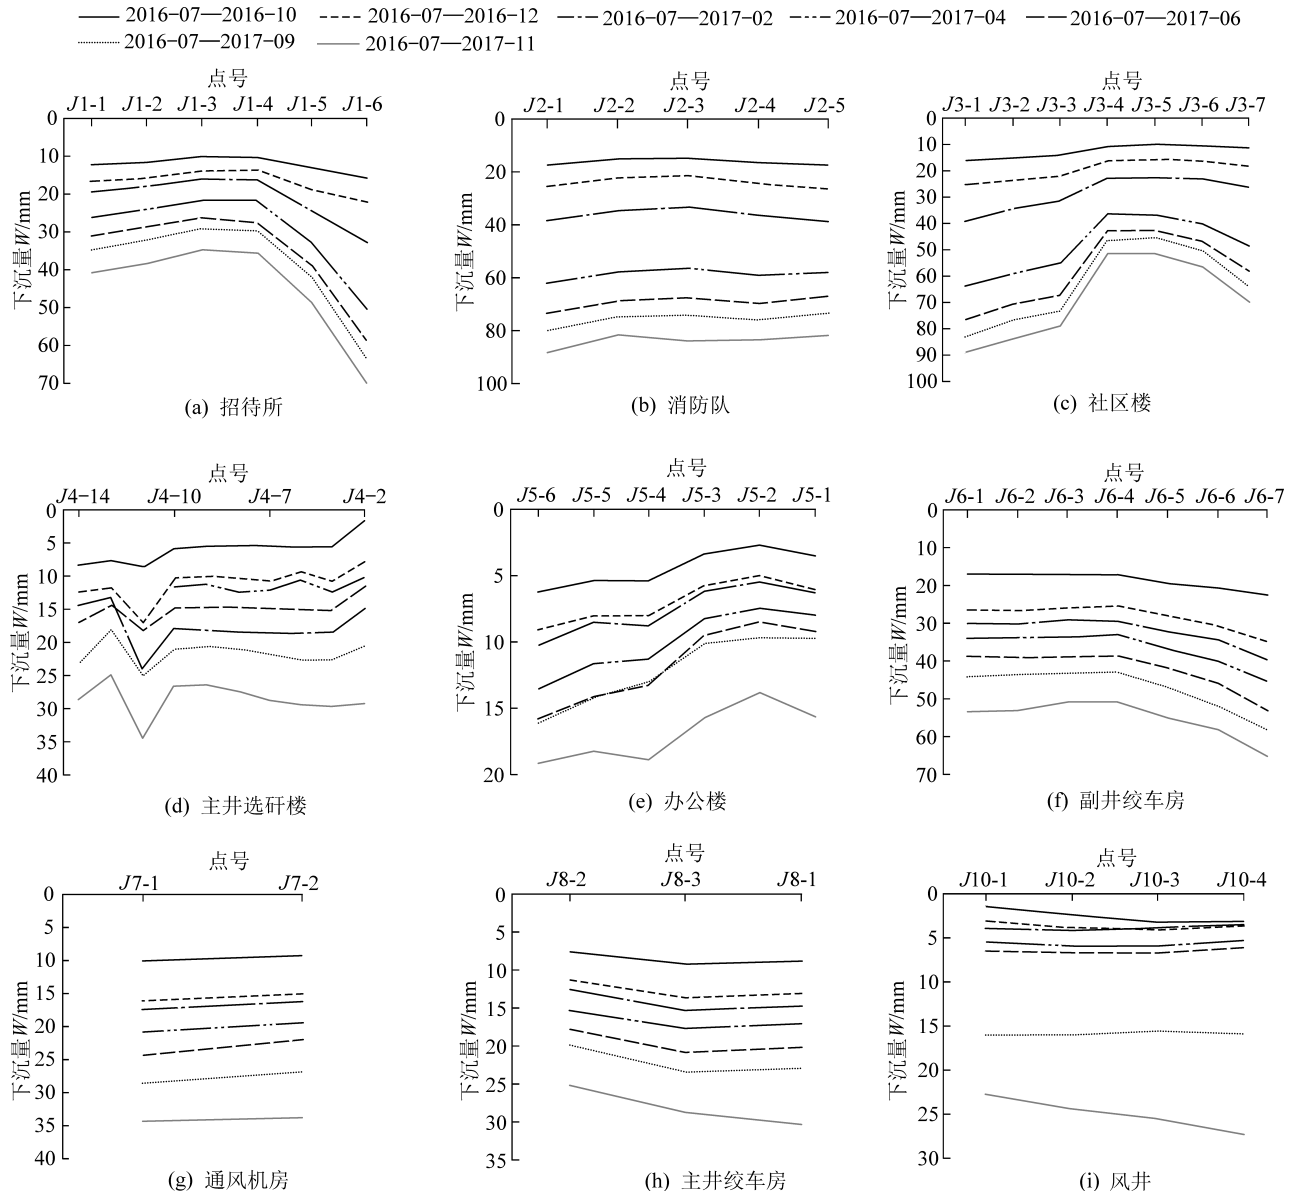 2016-07—2016-10 2016-07—2016-12 2016-07—2017-02 2016-07—2017-04 2016-07—2017-06
2016-07—2017-09 2016-07—2017-11
点号
J1-1 J1-2 J1-3 J1-4 J1-5 J1-6
0
10
20
30
40
50
60
70
下沉量W/mm
(a) 招待所
点号
J2-1 J2-2 J2-3 J2-4 J2-5
0
20
40
60
80
100
下沉量W/mm
(b) 消防队
点号
J3-1 J3-2 J3-3 J3-4 J3-5 J3-6 J3-7
0
10
20
30
40
50
60
70
80
90
100
下沉量W/mm
(c) 社区楼
点号
J4-14 J4-10 J4-7 J4-2
0
5
10
15
20
25
30
35
40
下沉量W/mm
(d) 主井选矸楼
点号
J5-6 J5-5 J5-4 J5-3 J5-2 J5-1
0
5
10
15
20
下沉量W/mm
(e) 办公楼
点号
J6-1 J6-2 J6-3 J6-4 J6-5 J6-6 J6-7
0
10
20
30
40
50
60
70
下沉量W/mm
(f) 副井绞车房
点号
J7-1 J7-2
0
5
10
15
20
25
30
35
40
下沉量W/mm
(g) 通风机房
点号
J8-2 J8-3 J8-1
0
5
10
15
20
25
30
35
下沉量W/mm
(h) 主井绞车房
点号
J10-1 J10-2 J10-3 J10-4
0
5
10
15
20
25
30
下沉量W/mm
(i) 风井